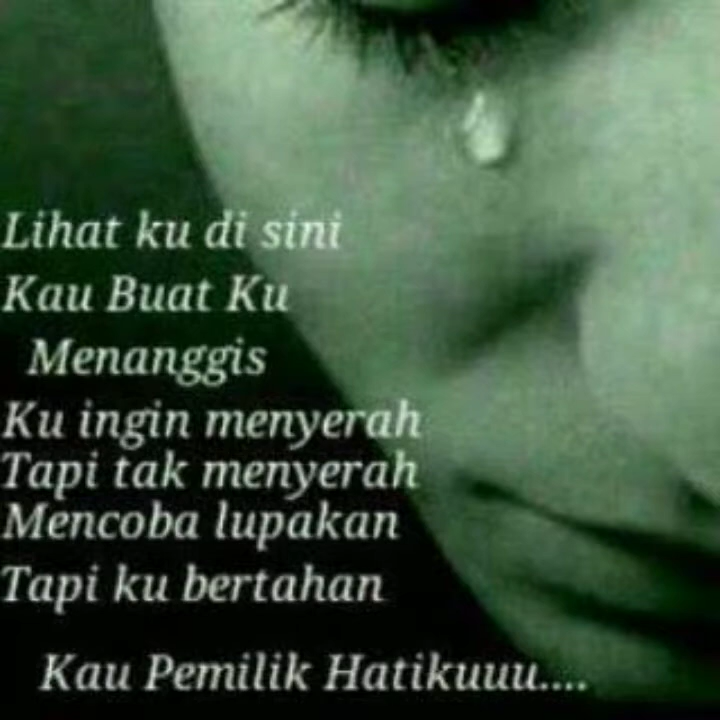 Lihat ku di sini
Kau Buat Ku
Menanggis
Ku ingin menyerah
Tapi tak menyerah
Mencoba lupakan
Tapi ku bertahan
Kau Pemilik Hatikuuu....